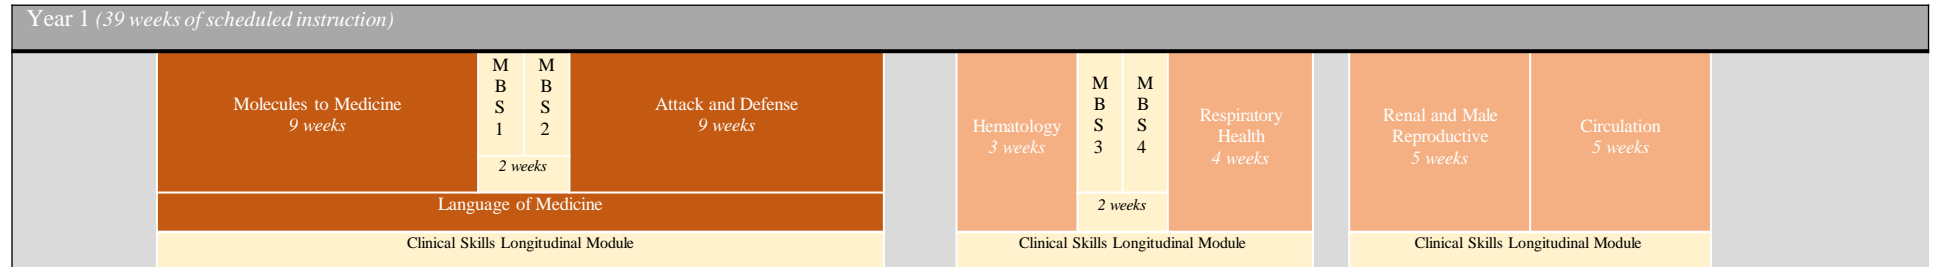 Year 1 (39 weeks of scheduled instruction)
Molecules to Medicine
9 weeks
M
B
S
1
M
B
S
2
2 weeks
Attack and Defense
9 weeks
Language of Medicine
Clinical Skills Longitudinal Module
Hematology
3 weeks
M
B
S
3
M
B
S
4
2 weeks
Respiratory
Health
4 weeks
Clinical Skills Longitudinal Module
Renal and Male
Reproductive
5 weeks
Circulation
5 weeks
Clinical Skills Longitudinal Module